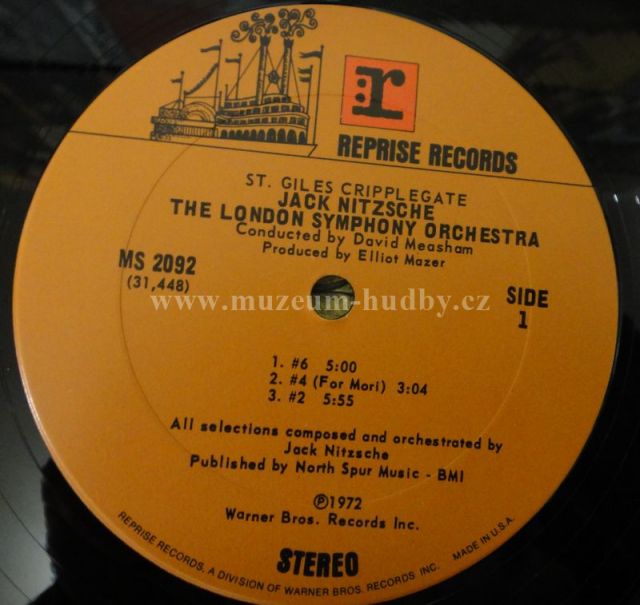 r
REPRISE RECORDS
ST. GILES CRIPPLEGATE
JACK NITZSCHE
THE LONDON SYMPHONY ORCHESTRA
Conducted by David Measham
Produced by Elliot Mazer
MS 2092
(31,448)
SIDE
1
www.muzeum-hudby.cz
1. #6 5:00
2. #4 (For Mori) 3:04
3. #2 5:55
All selections composed and orchestrated by
Jack Nitzsche
Published by North Spur Music - BMI
℗1972
Warner Bros. Records Inc.
STEREO
REPRISE RECORDS, A DIVISION OF WARNER BROS. RECORDS INC. MADE IN U.S.A.